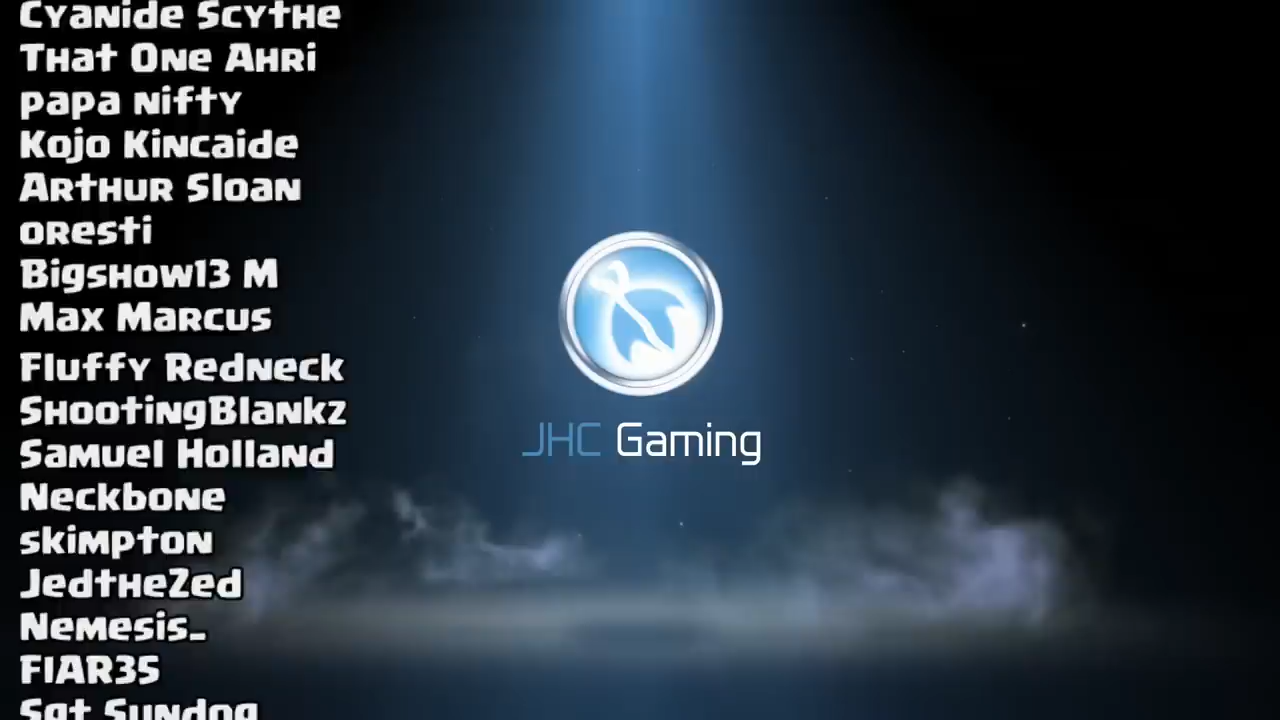 Cyanide Scythe
That One Ahri
papa nifty
Kojo Kincaide
Arthur Sloan
oresti
Bigshow13 M
Max Marcus
Fluffy Redneck
ShootingBlankz
Samuel Holland
Neckbone
skimpton
JedtheZed
Nemesis_
FIAR35
Sgt Sundog
JHC Gaming